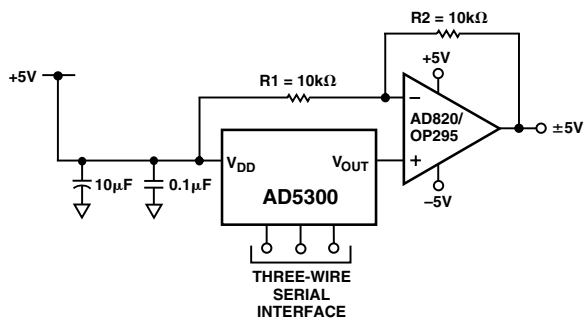 R2 = 10kΩ
+5V
+5V
R1 = 10kΩ
−
AD820/
OP295
±5V
+
−5V
VDD
VOUT
AD5300
10μF
0.1μF
THREE-WIRE
SERIAL
INTERFACE